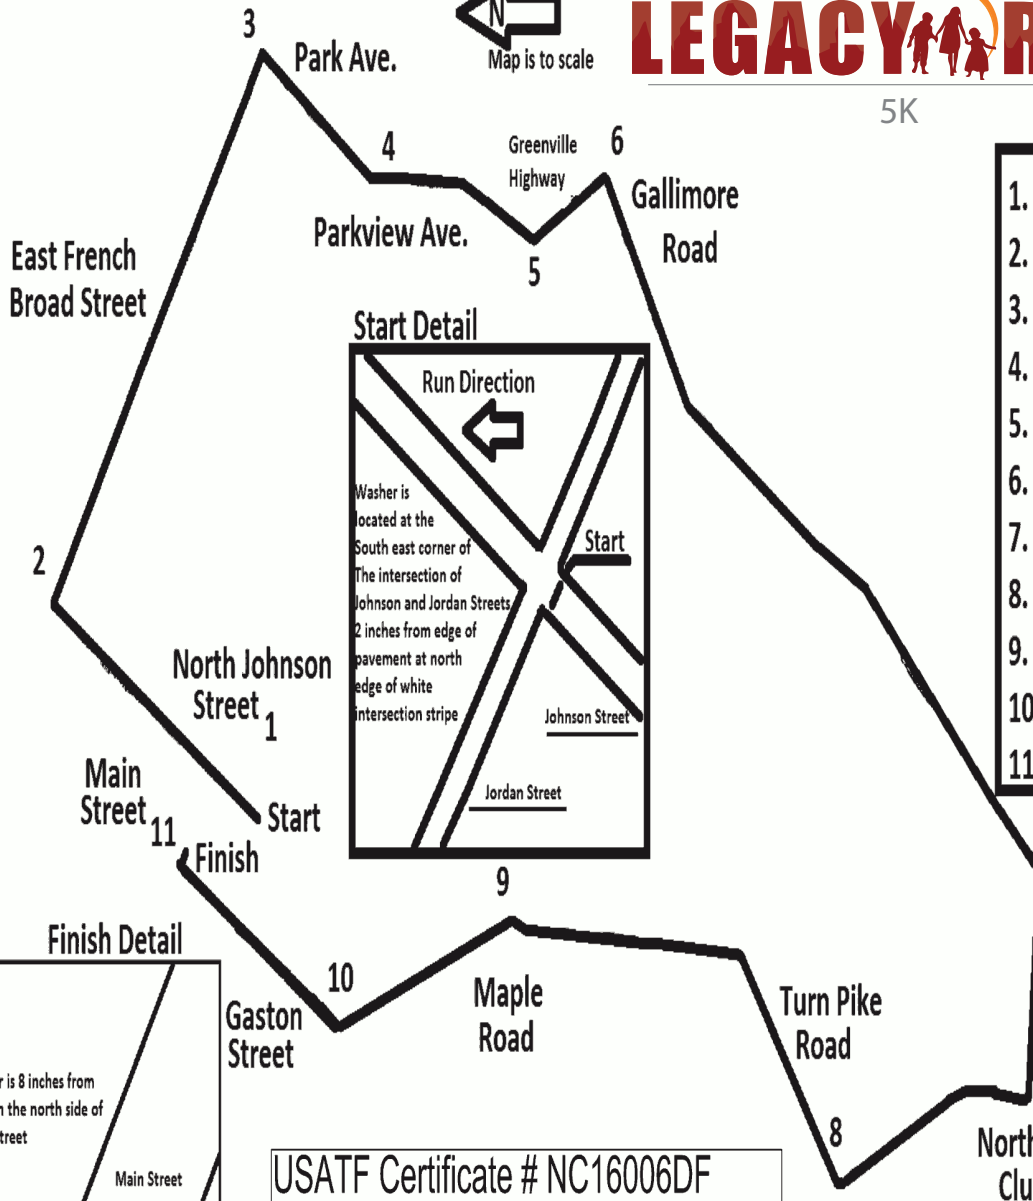 3
N
LEGACY
Park Ave.
Map is to scale
5K
4
Greenville
Highway
6
Gallimore
Road
1.
2.
3.
4.
5.
6.
7.
8.
9.
10
11
Parkview Ave.
5
East French
Broad Street
Start Detail
Run Direction
Washer is
located at the
South east corner of
The intersection of
Johnson and Jordan Streets
2 inches from edge of
pavement at north
edge of white
intersection stripe
Start
Johnson Street
Jordan Street
2
North Johnson
Street
1
Main
Street
11
Start
Finish
9
Finish Detail
10
Gaston
Street
Maple
Road
Turn Pike
Road
r is 8 inches from
the north side of
treet
Main Street
8
North
Clu
USATF Certificate # NC16006DF